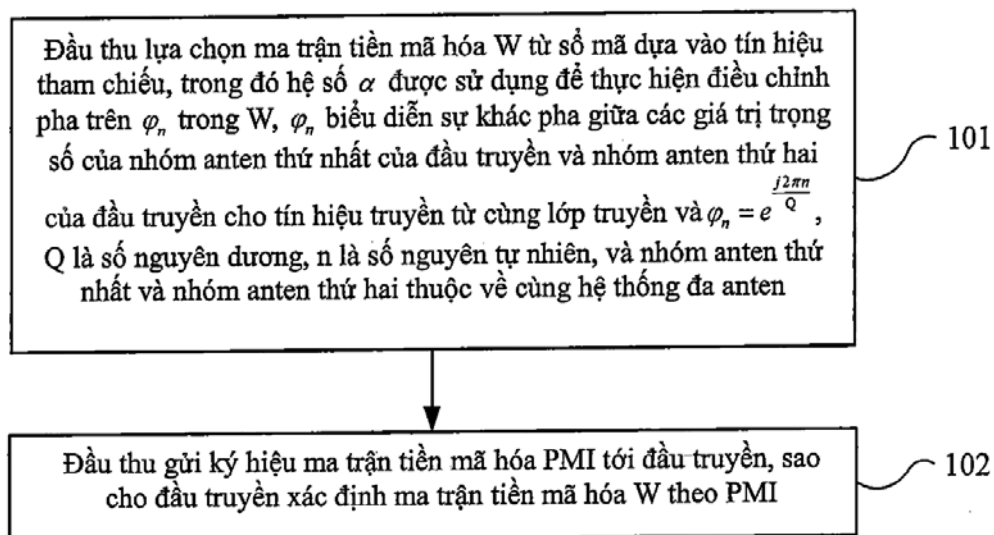 Đầu thu lựa chọn ma trận tiền mã hóa W từ sổ mã dựa vào tín hiệu
tham chiếu, trong đó hệ số α được sử dụng để thực hiện điều chỉnh
pha trên φₙ trong W, φₙ biểu diễn sự khác pha giữa các giá trị trọng
số của nhóm anten thứ nhất của đầu truyền và nhóm anten thứ hai
của đầu truyền cho tín hiệu truyền từ cùng lớp truyền và φₙ = e^(j2πn/Q),
Q là số nguyên dương, n là số nguyên tự nhiên, và nhóm anten thứ
nhất và nhóm anten thứ hai thuộc về cùng hệ thống đa anten
101
Đầu thu gửi ký hiệu ma trận tiền mã hóa PMI tới đầu truyền, sao
cho đầu truyền xác định ma trận tiền mã hóa W theo PMI
102